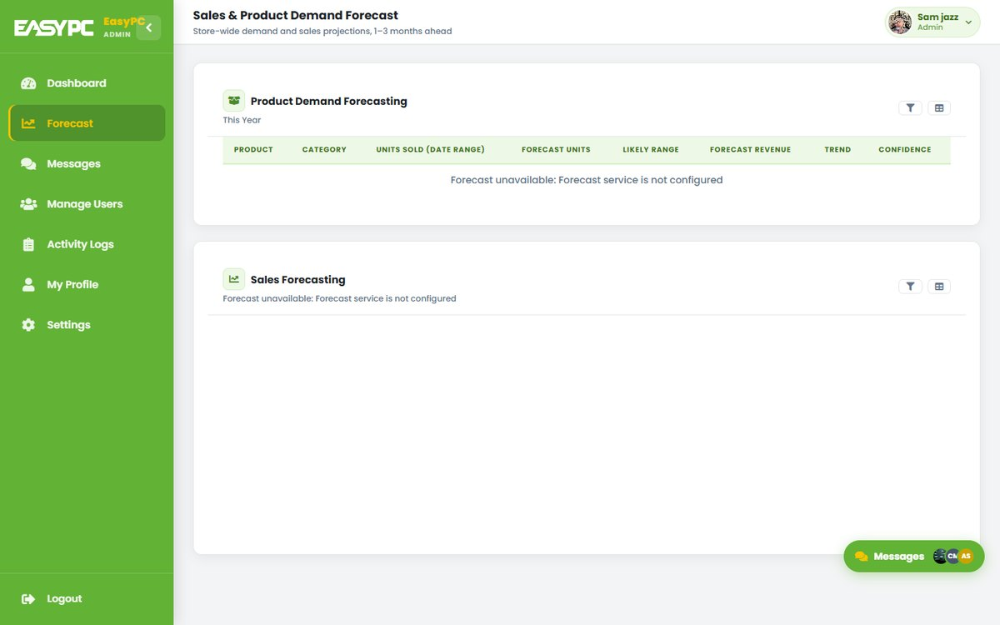 EASYPC
EasyPC
ADMIN
Dashboard
Forecast
Messages
Manage Users
Activity Logs
My Profile
Settings
Logout
Sales & Product Demand Forecast
Store-wide demand and sales projections, 1–3 months ahead
Sam jazz
Admin
Product Demand Forecasting
This Year
PRODUCT CATEGORY UNITS SOLD (DATE RANGE) FORECAST UNITS LIKELY RANGE FORECAST REVENUE TREND CONFIDENCE
Forecast unavailable: Forecast service is not configured
Sales Forecasting
Forecast unavailable: Forecast service is not configured
Messages CM AS